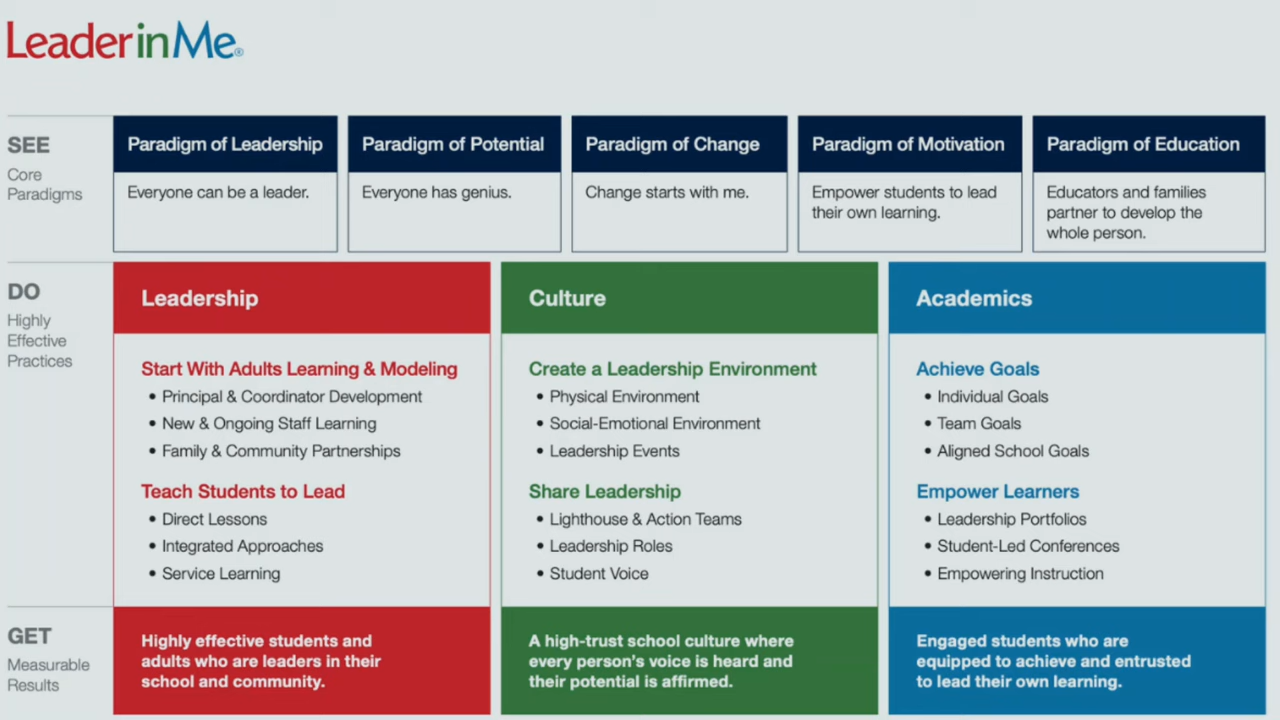 LeaderinMe®
SEE
Core
Paradigms
Paradigm of Leadership
Everyone can be a leader.
Paradigm of Potential
Everyone has genius.
Paradigm of Change
Change starts with me.
Paradigm of Motivation
Empower students to lead
their own learning.
Paradigm of Education
Educators and families
partner to develop the
whole person.
DO
Highly
Effective
Practices
Leadership
Start With Adults Learning & Modeling
• Principal & Coordinator Development
• New & Ongoing Staff Learning
• Family & Community Partnerships
Teach Students to Lead
• Direct Lessons
• Integrated Approaches
• Service Learning
Culture
Create a Leadership Environment
• Physical Environment
• Social-Emotional Environment
• Leadership Events
Share Leadership
• Lighthouse & Action Teams
• Leadership Roles
• Student Voice
Academics
Achieve Goals
• Individual Goals
• Team Goals
• Aligned School Goals
Empower Learners
• Leadership Portfolios
• Student-Led Conferences
• Empowering Instruction
GET
Measurable
Results
Highly effective students and
adults who are leaders in their
school and community.
A high-trust school culture where
every person's voice is heard and
their potential is affirmed.
Engaged students who are
equipped to achieve and entrusted
to lead their own learning.